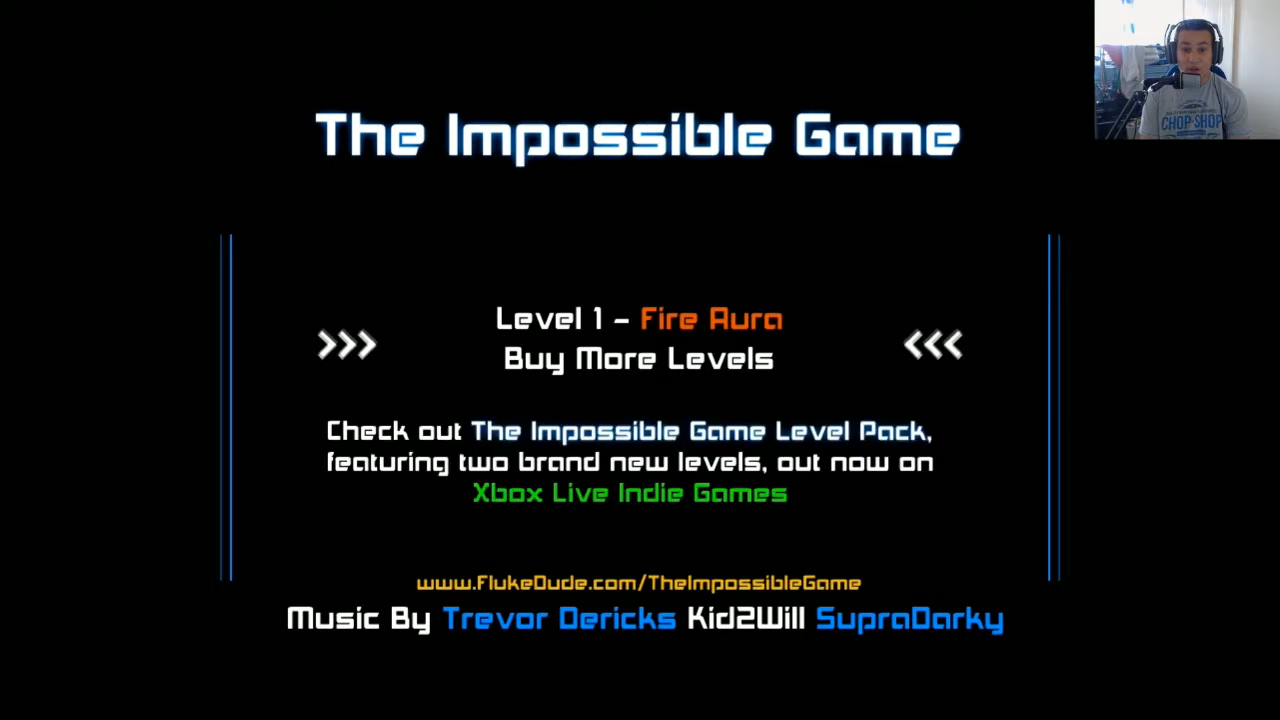 The Impossible Game
Level 1 - Fire Aura
Buy More Levels
Check out The Impossible Game Level Pack,
featuring two brand new levels, out now on
Xbox Live Indie Games
www.FlukeDude.com/TheImpossibleGame
Music By Trevor Dericks Kid2Will SupraDarky
CHOP SHOP